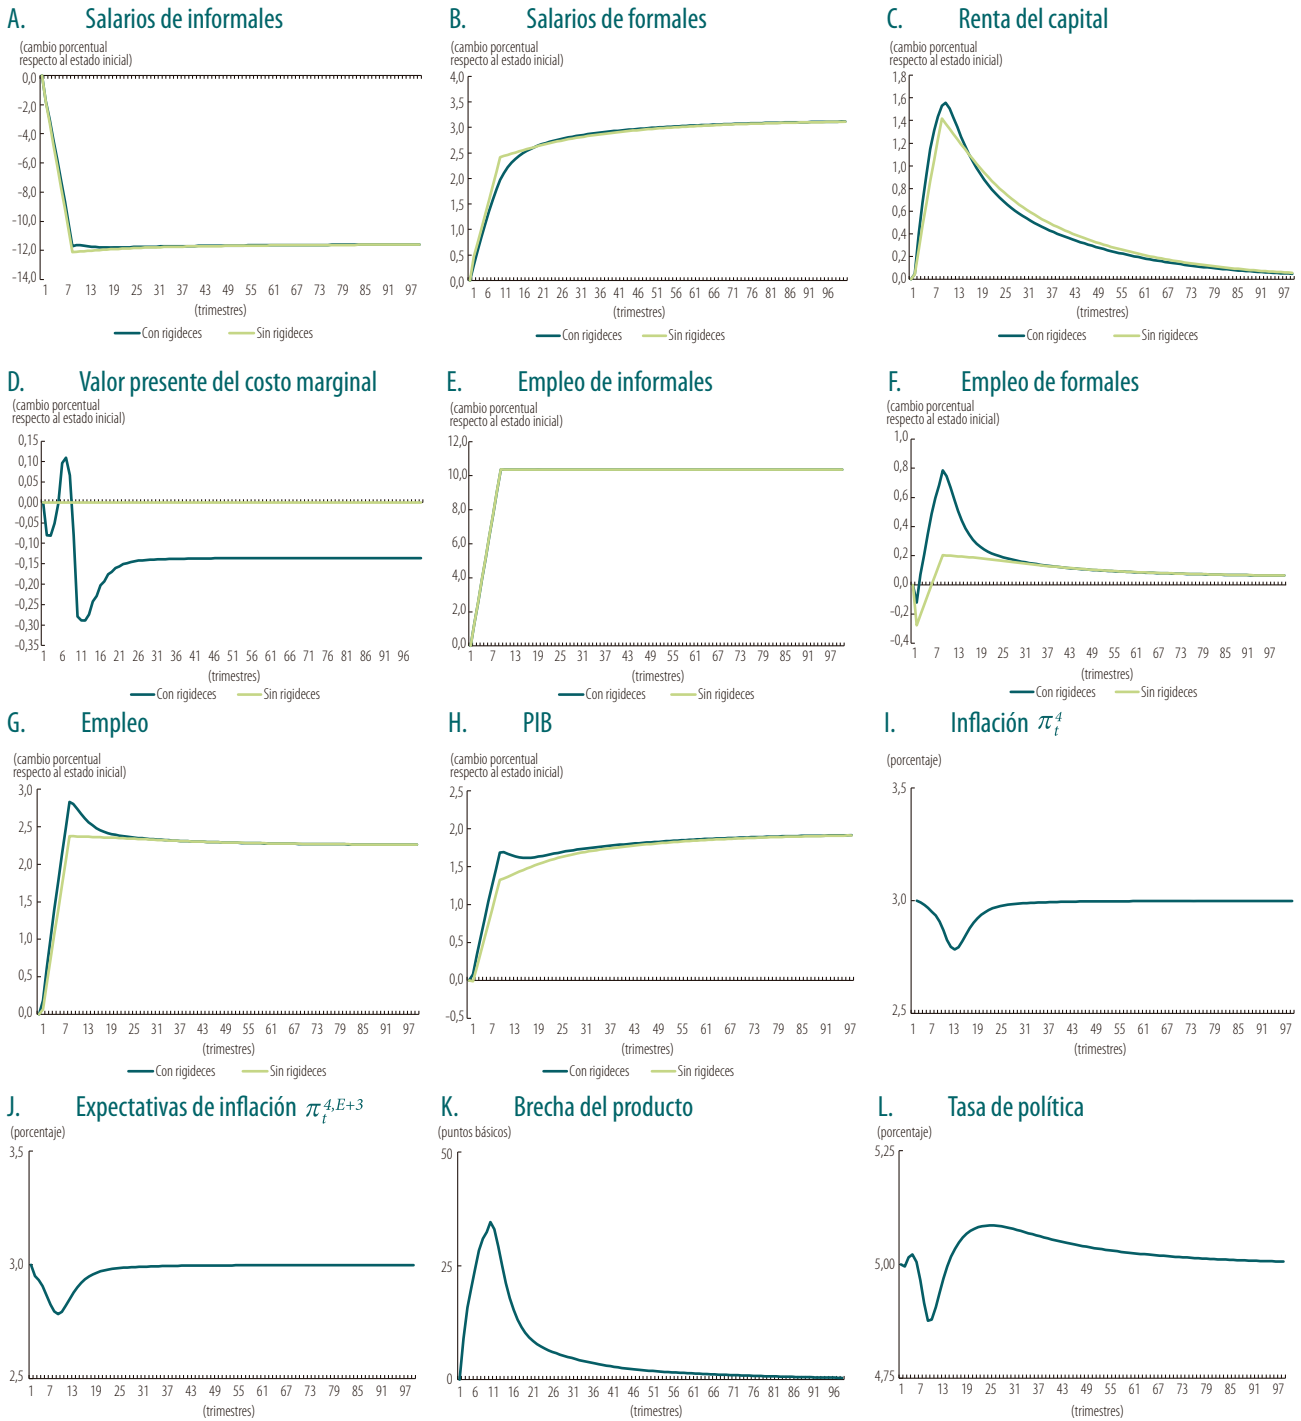 A. Salarios de informales
(cambio porcentual
respecto al estado inicial)
0,0
-2,0
-4,0
-6,0
-8,0
-10,0
-12,0
-14,0
1 7 13 19 25 31 37 43 49 55 61 67 73 79 85 91 97
(trimestres)
Con rigideces Sin rigideces
B. Salarios de formales
(cambio porcentual
respecto al estado inicial)
4,0
3,5
3,0
2,5
2,0
1,5
1,0
0,5
0,0
1 6 11 16 21 26 31 36 41 46 51 56 61 66 71 76 81 86 91 96
(trimestres)
Con rigideces Sin rigideces
C. Renta del capital
(cambio porcentual
respecto al estado inicial)
1,8
1,6
1,4
1,2
1,0
0,8
0,6
0,4
0,2
0,0
1 7 13 19 25 31 37 43 49 55 61 67 73 79 85 91 97
(trimestres)
Con rigideces Sin rigideces
D. Valor presente del costo marginal
(cambio porcentual
respecto al estado inicial)
0,15
0,10
0,05
0,00
-0,05
-0,10
-0,15
-0,20
-0,25
-0,30
-0,35
1 6 11 16 21 26 31 36 41 46 51 56 61 66 71 76 81 86 91 96
(trimestres)
Con rigideces Sin rigideces
E. Empleo de informales
(cambio porcentual
respecto al estado inicial)
12,0
10,0
8,0
6,0
4,0
2,0
0,0
1 7 13 19 25 31 37 43 49 55 61 67 73 79 85 91 97
(trimestres)
Con rigideces Sin rigideces
F. Empleo de formales
(cambio porcentual
respecto al estado inicial)
1,0
0,8
0,6
0,4
0,2
0,0
-0,2
-0,4
1 7 13 19 25 31 37 43 49 55 61 67 73 79 85 91 97
(trimestres)
Con rigideces Sin rigideces
G. Empleo
(cambio porcentual
respecto al estado inicial)
3,0
2,5
2,0
1,5
1,0
0,5
0,0
1 7 13 19 25 31 37 43 49 55 61 67 73 79 85 91 97
(trimestres)
Con rigideces Sin rigideces
H. PIB
(cambio porcentual
respecto al estado inicial)
2,5
2,0
1,5
1,0
0,5
0,0
-0,5
1 7 13 19 25 31 37 43 49 55 61 67 73 79 85 91 97
(trimestres)
Con rigideces Sin rigideces
I. Inflación π_t^4
(porcentaje)
3,5
3,0
2,5
1 7 13 19 25 31 37 43 49 55 61 67 73 79 85 91 97
(trimestres)
J. Expectativas de inflación π_t^{4,E+3}
(porcentaje)
3,5
3,0
2,5
1 7 13 19 25 31 37 43 49 55 61 67 73 79 85 91 97
(trimestres)
K. Brecha del producto
(puntos básicos)
50
25
0
1 6 11 16 21 26 31 36 41 46 51 56 61 66 71 76 81 86 91 96
(trimestres)
L. Tasa de política
(porcentaje)
5,25
5,00
4,75
1 7 13 19 25 31 37 43 49 55 61 67 73 79 85 91 97
(trimestres)